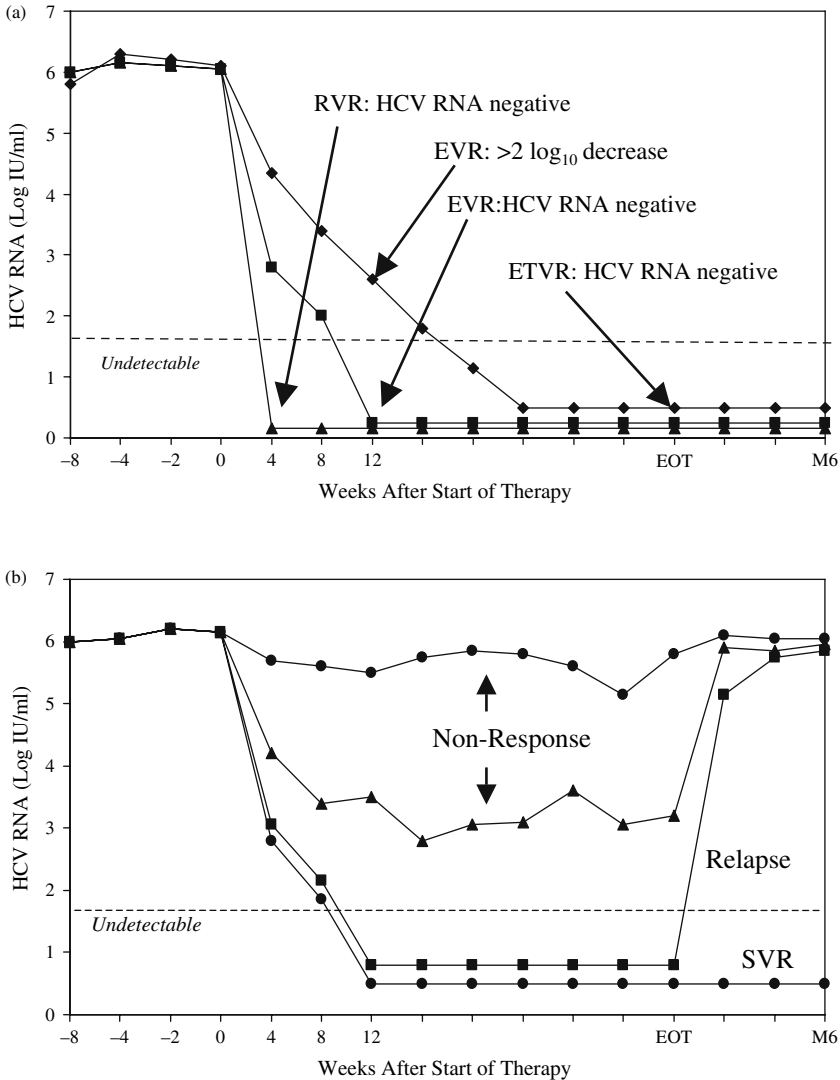 (a)
7
6
5
4
3
2
1
0
HCV RNA (Log IU/ml)
RVR: HCV RNA negative
EVR: >2 log₁₀ decrease
EVR:HCV RNA negative
ETVR: HCV RNA negative
Undetectable
–8 –4 –2 0 4 8 12 EOT M6
Weeks After Start of Therapy
(b)
7
6
5
4
3
2
1
0
HCV RNA (Log IU/ml)
Non-Response
Relapse
Undetectable
SVR
–8 –4 –2 0 4 8 12 EOT M6
Weeks After Start of Therapy